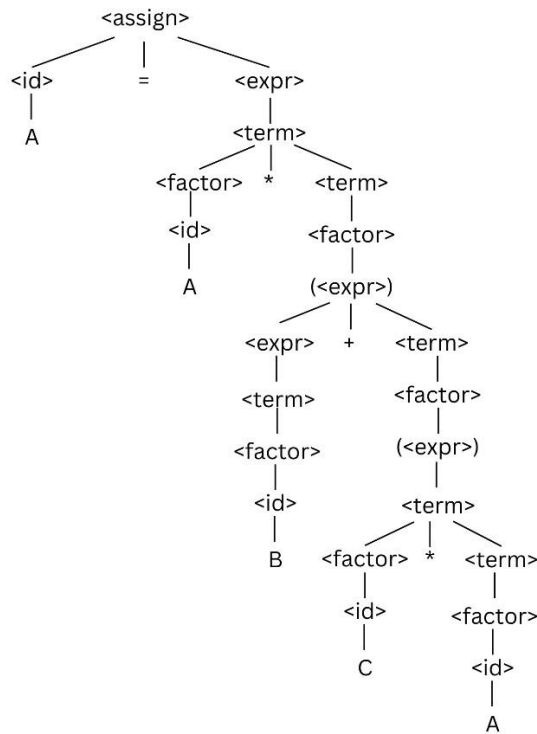 <assign>
<id> = <expr>
A <term>
<factor> * <term>
<id> <factor>
A (<expr>)
<expr> + <term>
<term> <factor>
<factor> (<expr>)
<id> <term>
B <factor> * <term>
<id> <factor>
C <id>
A